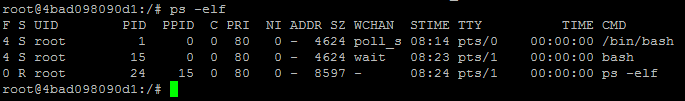 root@4bad098090d1:/# ps -elf
F S UID        PID  PPID  C PRI  NI ADDR SZ WCHAN  STIME TTY          TIME CMD
4 S root         1     0  0  80   0 -  4624 poll_s 08:14 pts/0    00:00:00 /bin/bash
4 S root        15     0  0  80   0 -  4624 wait   08:23 pts/1    00:00:00 bash
0 R root        24    15  0  80   0 -  8597 -      08:24 pts/1    00:00:00 ps -elf
root@4bad098090d1:/#